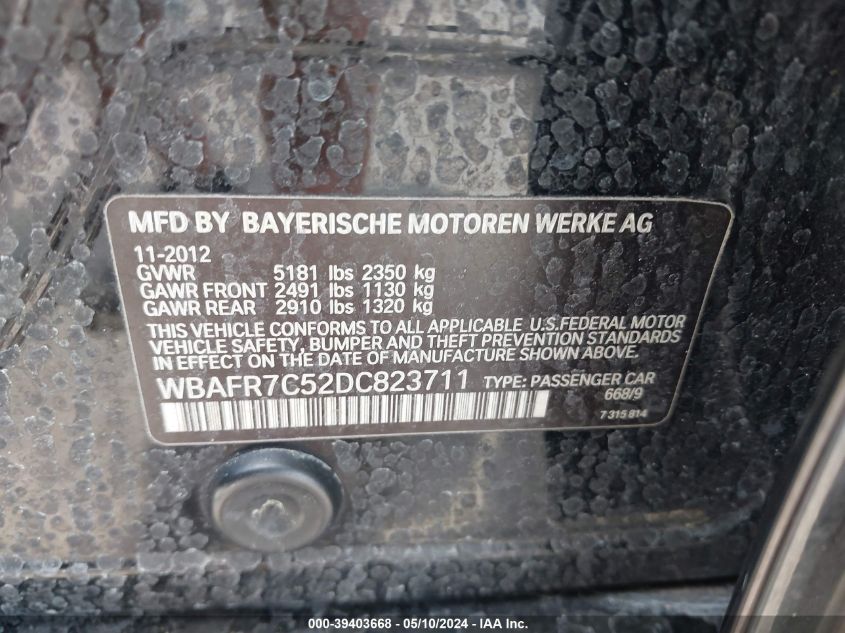 MFD BY BAYERISCHE MOTOREN WERKE AG
11-2012
GVWR 5181 lbs 2350 kg
GAWR FRONT 2491 lbs 1130 kg
GAWR REAR 2910 lbs 1320 kg
THIS VEHICLE CONFORMS TO ALL APPLICABLE U.S.FEDERAL MOTOR
VEHICLE SAFETY, BUMPER AND THEFT PREVENTION STANDARDS
IN EFFECT ON THE DATE OF MANUFACTURE SHOWN ABOVE.
WBAFR7C52DC823711 TYPE: PASSENGER CAR
668/9
7 315 814
000-39403668 - 05/10/2024 - IAA Inc.